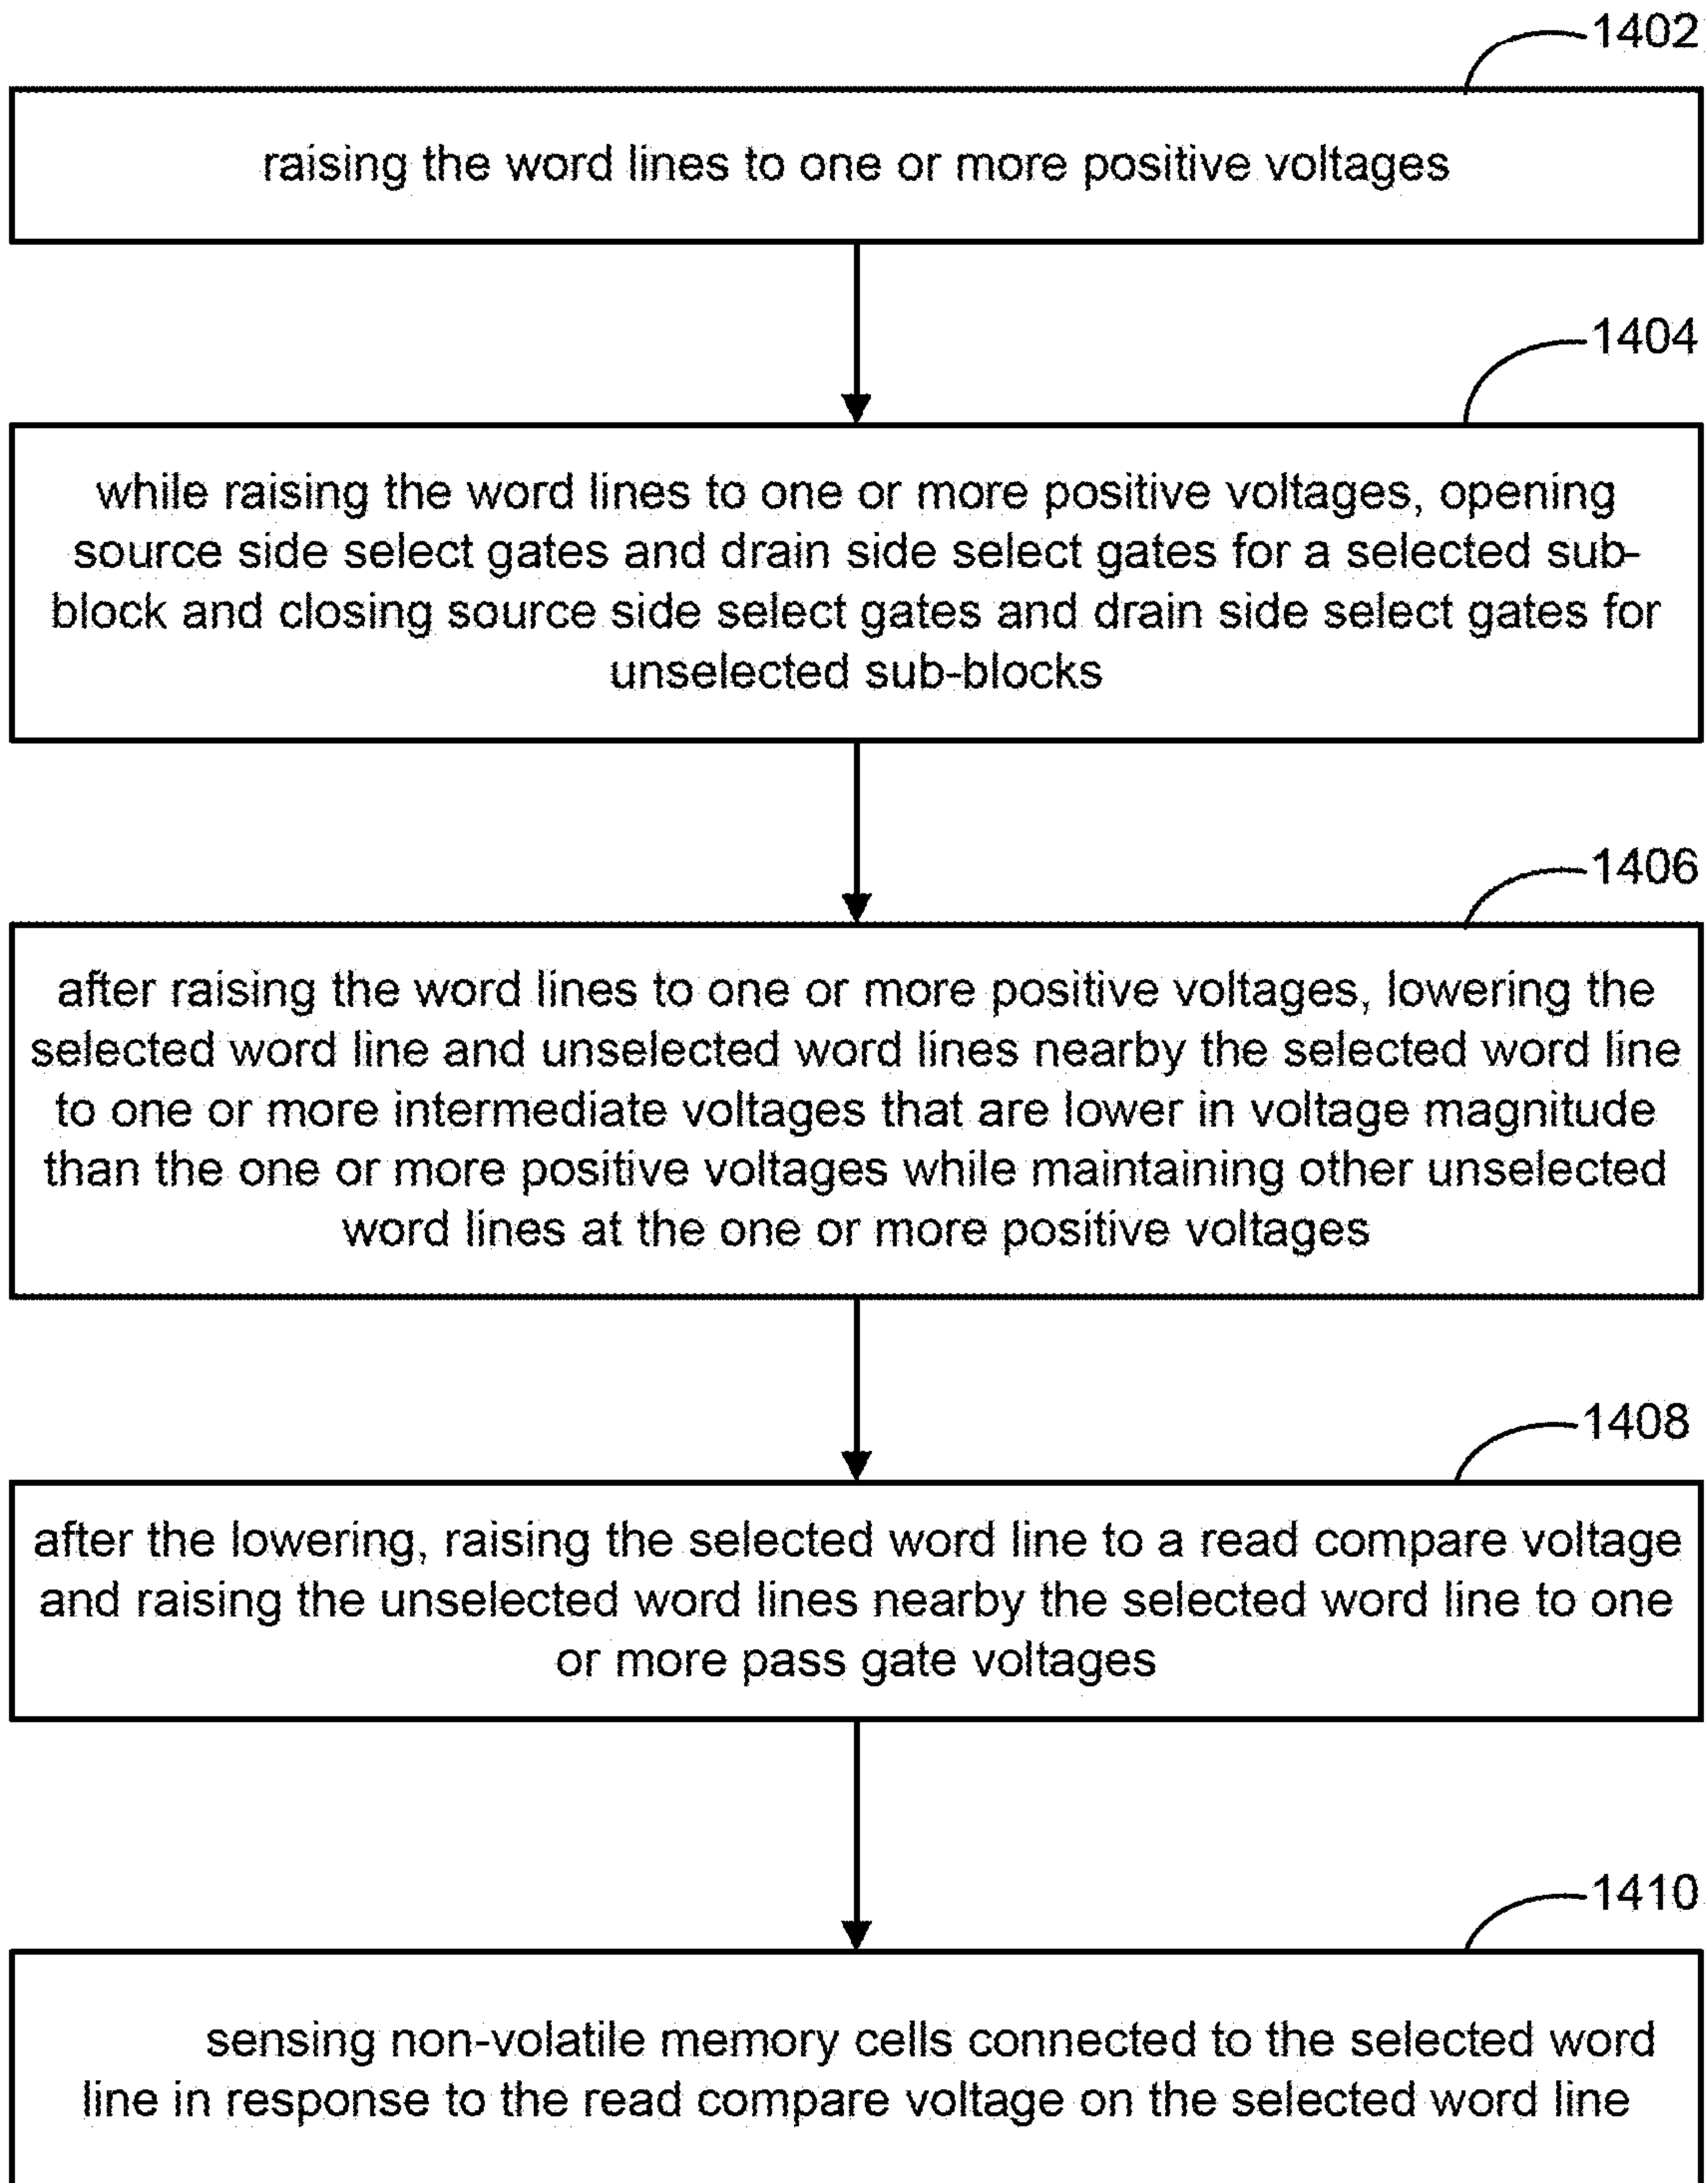 1402
raising the word lines to one or more positive voltages
1404
while raising the word lines to one or more positive voltages, opening
source side select gates and drain side select gates for a selected sub-
block and closing source side select gates and drain side select gates for
unselected sub-blocks
1406
after raising the word lines to one or more positive voltages, lowering the
selected word line and unselected word lines nearby the selected word line
to one or more intermediate voltages that are lower in voltage magnitude
than the one or more positive voltages while maintaining other unselected
word lines at the one or more positive voltages
1408
after the lowering, raising the selected word line to a read compare voltage
and raising the unselected word lines nearby the selected word line to one
or more pass gate voltages
1410
sensing non-volatile memory cells connected to the selected word
line in response to the read compare voltage on the selected word line